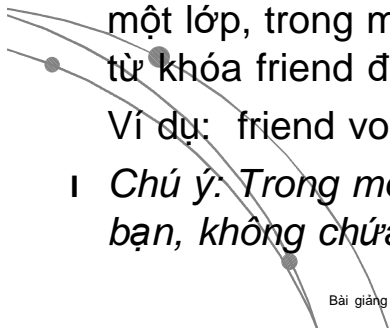 một lớp, trong m
từ khóa friend đ
Ví dụ: friend vo
I Chú ý: Trong m
bạn, không chứ
Bài giảng